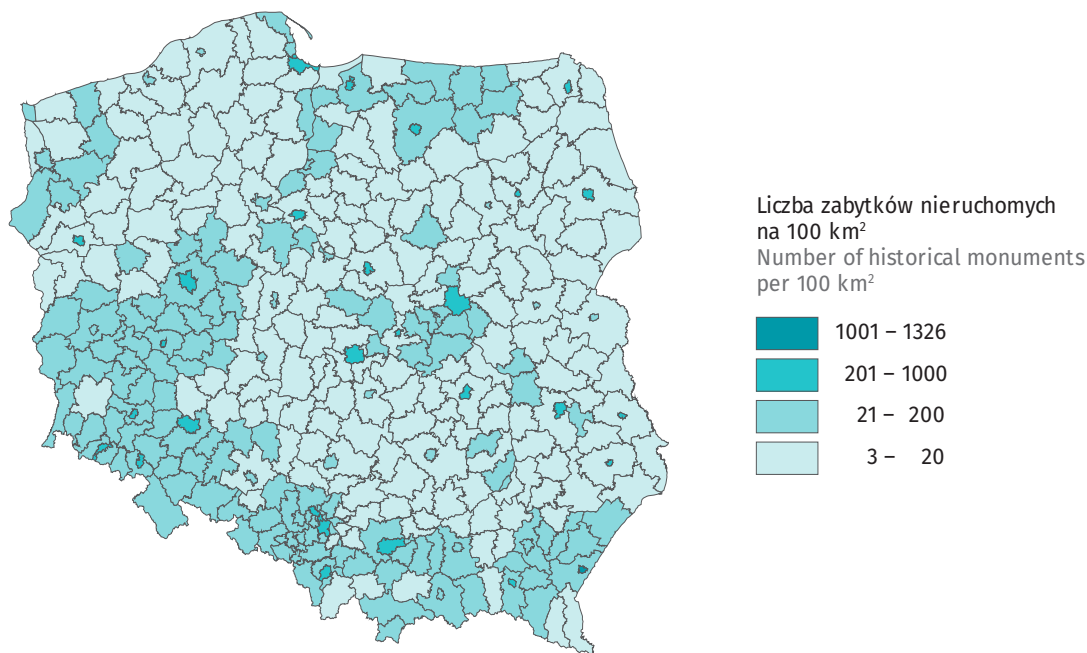 Liczba zabytków nieruchomych
na 100 km²
Number of historical monuments
per 100 km²
1001 – 1326
201 – 1000
21 – 200
3 – 20